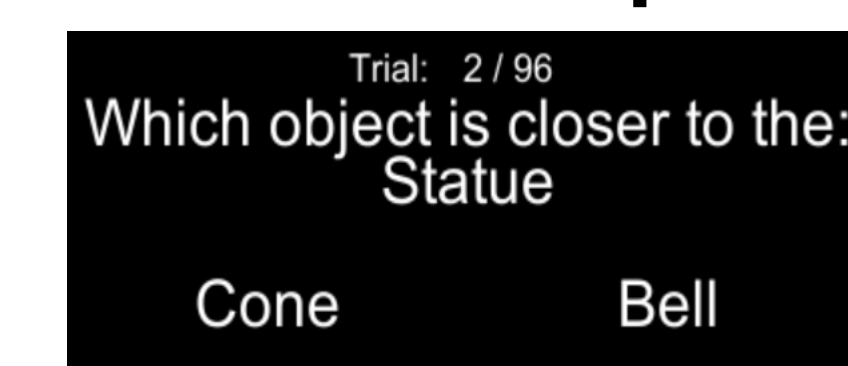 Trial: 2 / 96
Which object is closer to the:
Statue
Cone Bell